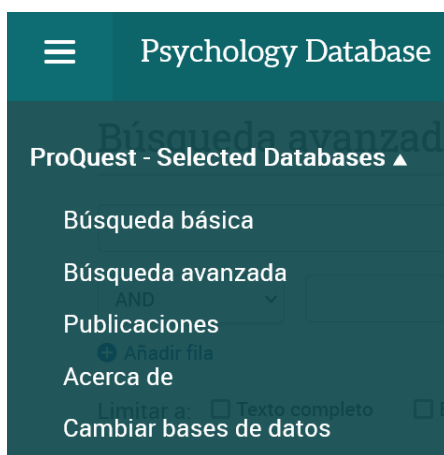 Psychology Database
Búsqueda avanzad
ProQuest - Selected Databases ▲
Búsqueda básica
Búsqueda avanzada
AND
Publicaciones
Añadir fila
Acerca de
Limitar a: Texto completo
Cambiar bases de datos